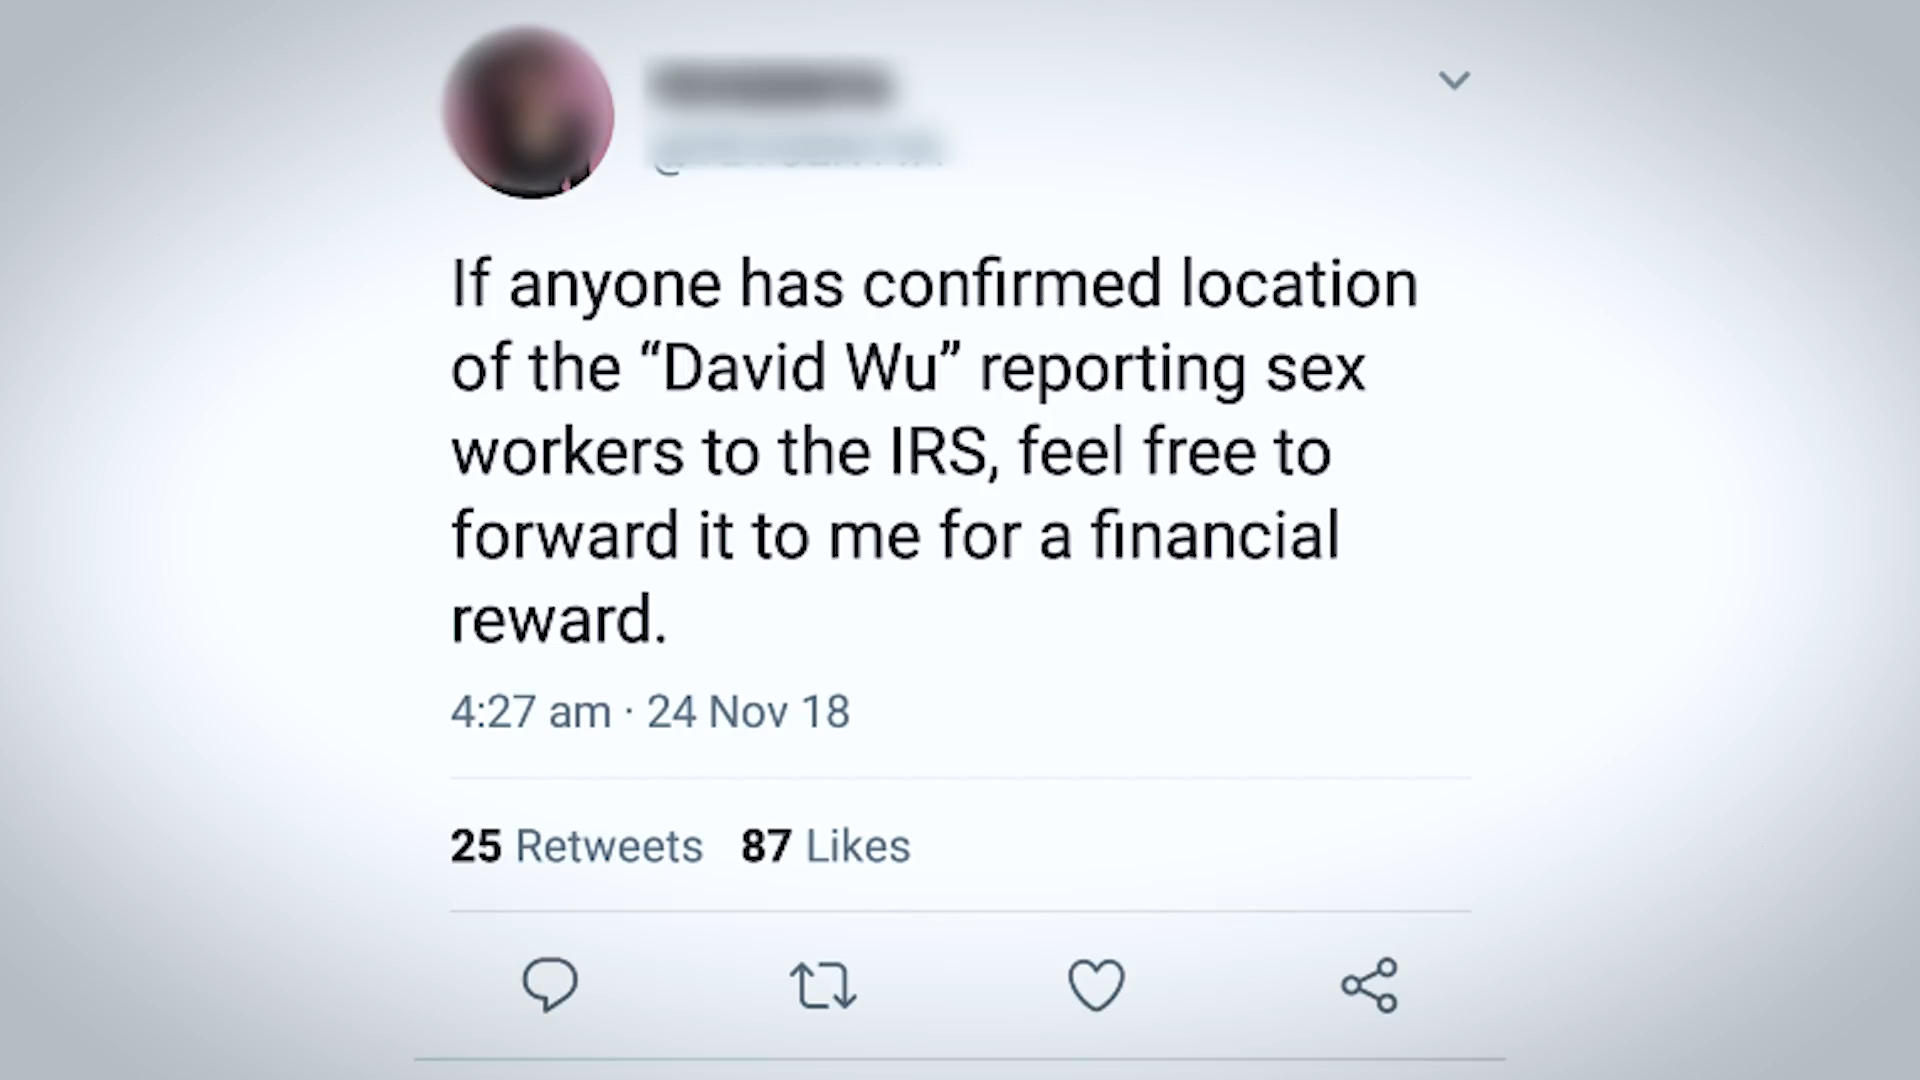 If anyone has confirmed location
of the “David Wu” reporting sex
workers to the IRS, feel free to
forward it to me for a financial
reward.
4:27 am · 24 Nov 18
25 Retweets 87 Likes